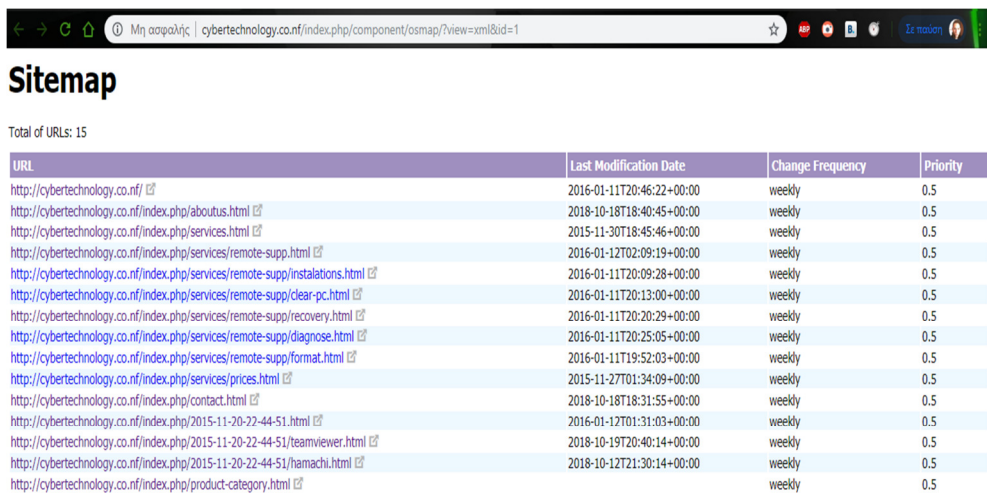 Μη ασφαλής | cybertechnology.co.nf/index.php/component/osmap/?view=xml&id=1 ABP B. Σε παύση
Sitemap
Total of URLs: 15
URL Last Modification Date Change Frequency Priority
http://cybertechnology.co.nf/ 2016-01-11T20:46:22+00:00 weekly 0.5
http://cybertechnology.co.nf/index.php/aboutus.html 2018-10-18T18:40:45+00:00 weekly 0.5
http://cybertechnology.co.nf/index.php/services.html 2015-11-30T18:45:46+00:00 weekly 0.5
http://cybertechnology.co.nf/index.php/services/remote-supp.html 2016-01-12T02:09:19+00:00 weekly 0.5
http://cybertechnology.co.nf/index.php/services/remote-supp/instalations.html 2016-01-11T20:09:28+00:00 weekly 0.5
http://cybertechnology.co.nf/index.php/services/remote-supp/clear-pc.html 2016-01-11T20:13:00+00:00 weekly 0.5
http://cybertechnology.co.nf/index.php/services/remote-supp/recovery.html 2016-01-11T20:20:29+00:00 weekly 0.5
http://cybertechnology.co.nf/index.php/services/remote-supp/diagnose.html 2016-01-11T20:25:05+00:00 weekly 0.5
http://cybertechnology.co.nf/index.php/services/remote-supp/format.html 2016-01-11T19:52:03+00:00 weekly 0.5
http://cybertechnology.co.nf/index.php/services/prices.html 2015-11-27T01:34:09+00:00 weekly 0.5
http://cybertechnology.co.nf/index.php/contact.html 2018-10-18T18:31:55+00:00 weekly 0.5
http://cybertechnology.co.nf/index.php/2015-11-20-22-44-51.html 2016-01-12T01:31:03+00:00 weekly 0.5
http://cybertechnology.co.nf/index.php/2015-11-20-22-44-51/teamviewer.html 2018-10-19T20:40:14+00:00 weekly 0.5
http://cybertechnology.co.nf/index.php/2015-11-20-22-44-51/hamachi.html 2018-10-12T21:30:14+00:00 weekly 0.5
http://cybertechnology.co.nf/index.php/product-category.html weekly 0.5